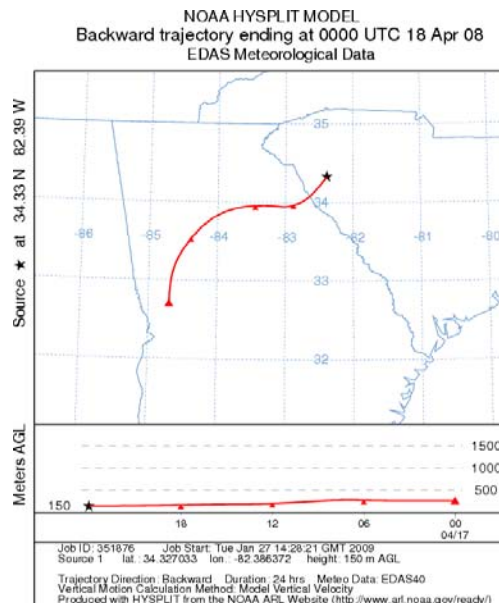 NOAA HYSPLIT MODEL
Backward trajectory ending at 0000 UTC 18 Apr 08
EDAS Meteorological Data
Source ★ at 34.33 N 82.39 W
35
34
-86
-85
-84
-83
-82
-81
-80
33
32
Meters AGL
1500
1000
500
150
18
12
06
00
04/17
Job ID: 351876 Job Start: Tue Jan 27 14:28:21 GMT 2009
Source 1 lat.: 34.327033 lon.: -82.386372 height: 150 m AGL
Trajectory Direction: Backward Duration: 24 hrs Meteo Data: EDAS40
Vertical Motion Calculation Method: Model Vertical Velocity
Produced with HYSPLIT from the NOAA ARL Website (http://www.arl.noaa.gov/ready/)